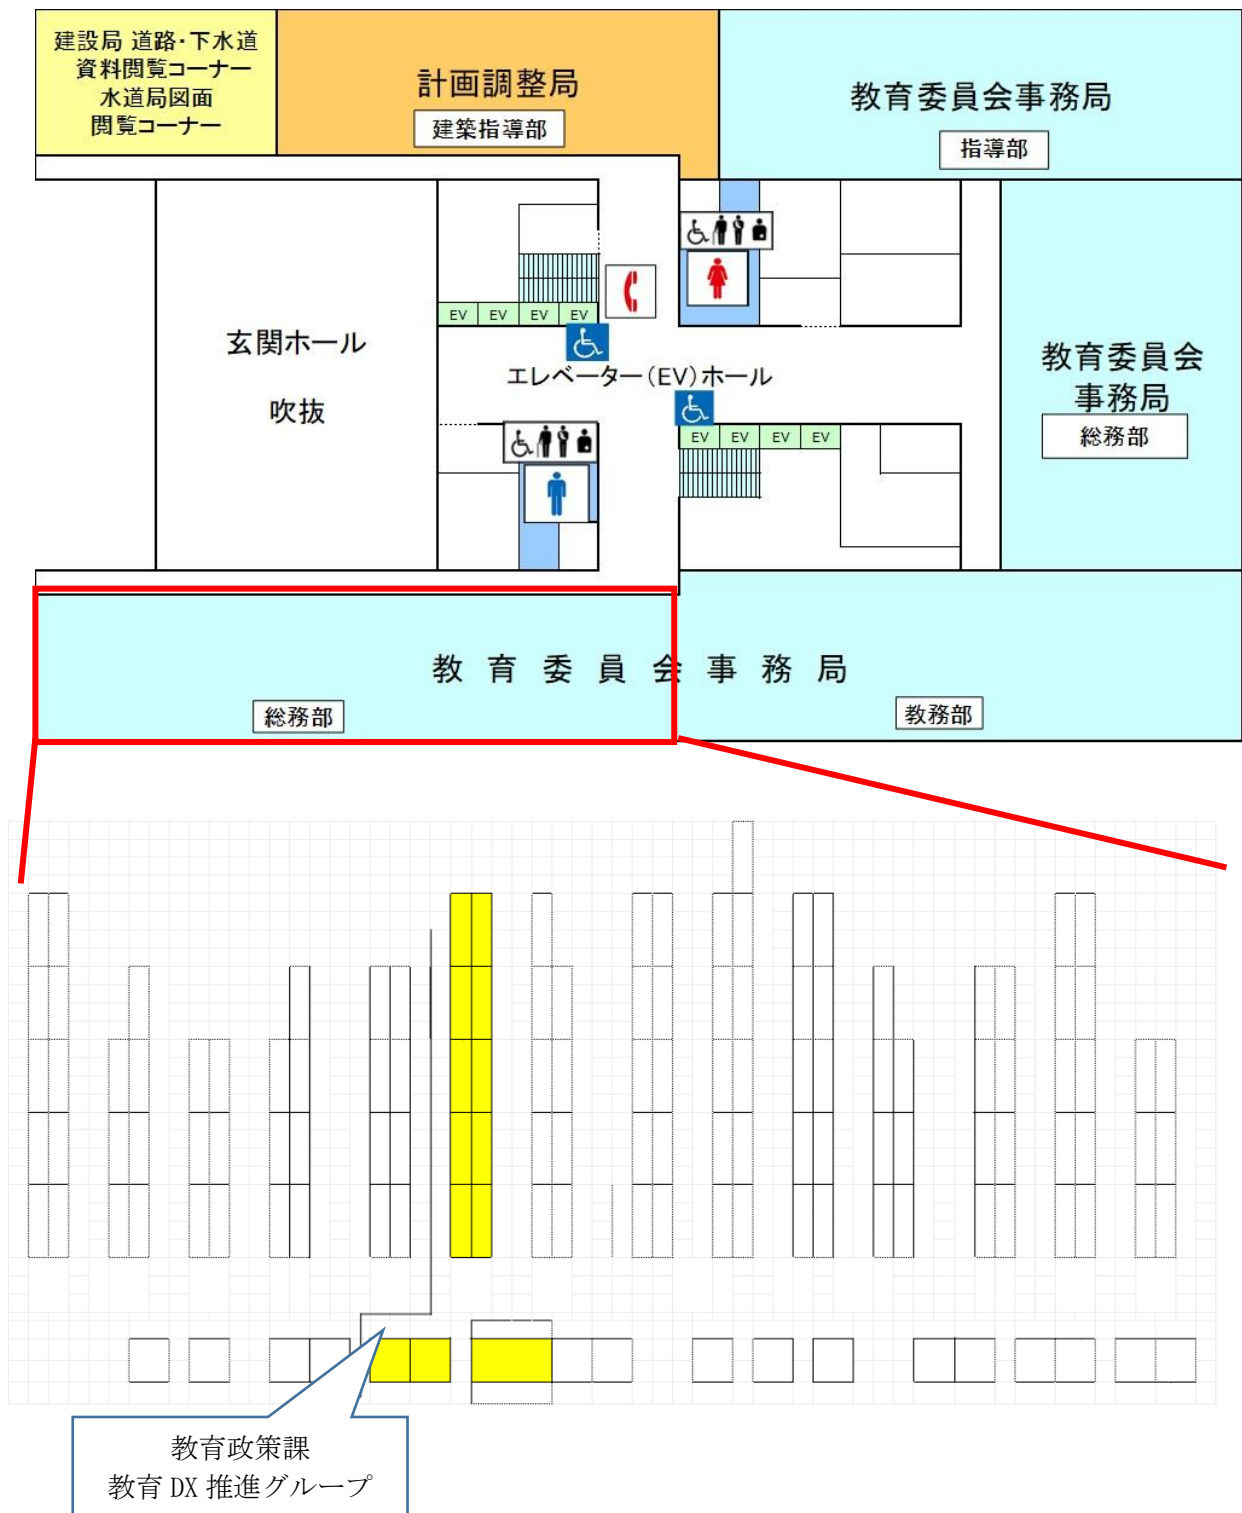 建設局 道路・下水道
資料閲覧コーナー
水道局図面
閲覧コーナー
計画調整局
建築指導部
教育委員会事務局
指導部
玄関ホール
吹抜
EV EV EV EV
エレベーター(EV)ホール
EV EV EV EV
教育委員会
事務局
総務部
教育委員会事務局
総務部
教務部
教育政策課
教育 DX 推進グループ